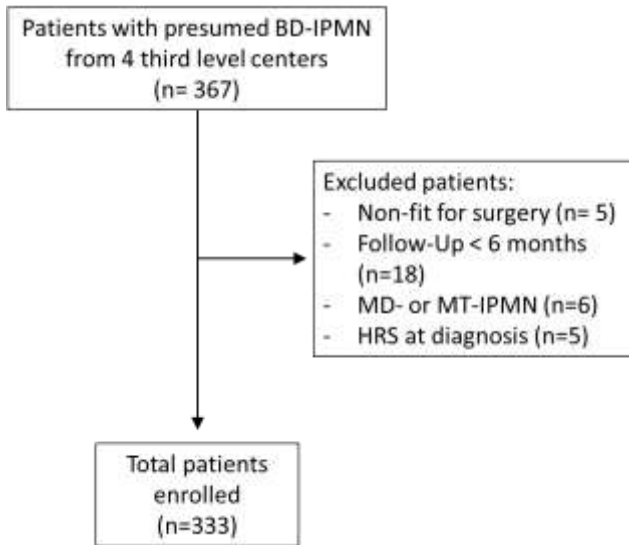 Patients with presumed BD-IPMN
from 4 third level centers
(n= 367)
Excluded patients:
- Non-fit for surgery (n= 5)
- Follow-Up < 6 months
(n=18)
- MD- or MT-IPMN (n=6)
- HRS at diagnosis (n=5)
Total patients
enrolled
(n=333)